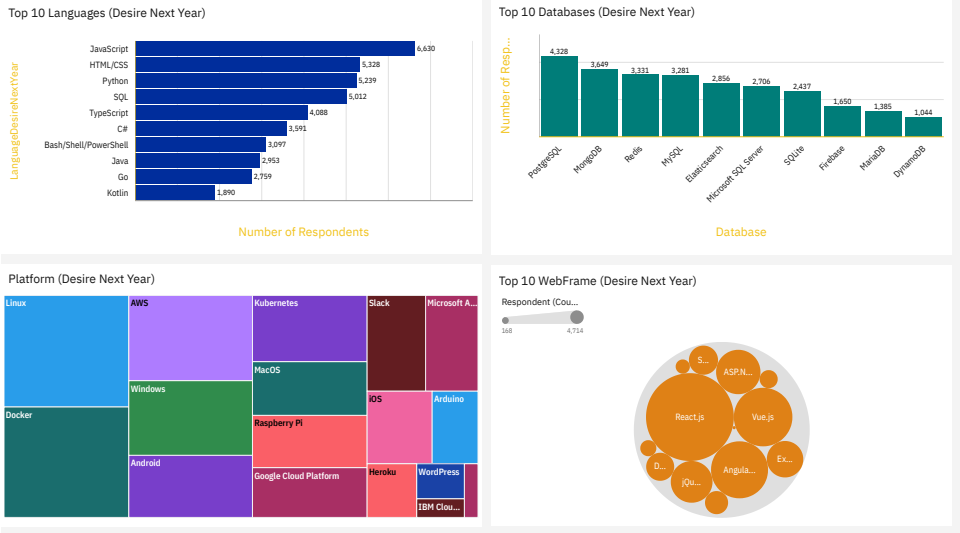 Top 10 Languages (Desire Next Year)
LanguageDesireNextYear
JavaScript 6,630
HTML/CSS 5,328
Python 5,239
SQL 5,012
TypeScript 4,088
C# 3,591
Bash/Shell/PowerShell 3,097
Java 2,953
Go 2,759
Kotlin 1,890
Number of Respondents
Top 10 Databases (Desire Next Year)
Number of Resp...
4,328
3,649
3,331
3,281
2,856
2,706
2,437
1,650
1,385
1,044
PostgreSQL
MongoDB
Redis
MySQL
Elasticsearch
Microsoft SQL Server
SQLite
Firebase
MariaDB
DynamoDB
Database
Platform (Desire Next Year)
Linux
Docker
AWS
Windows
Android
Kubernetes
MacOS
Raspberry Pi
Google Cloud Platform
Slack
Microsoft A...
iOS
Arduino
Heroku
WordPress
IBM Clou...
Top 10 WebFrame (Desire Next Year)
Respondent (Cou...
168 4,714
S...
ASP.N...
React.js
Vue.js
D...
jQu...
Angula...
Ex...